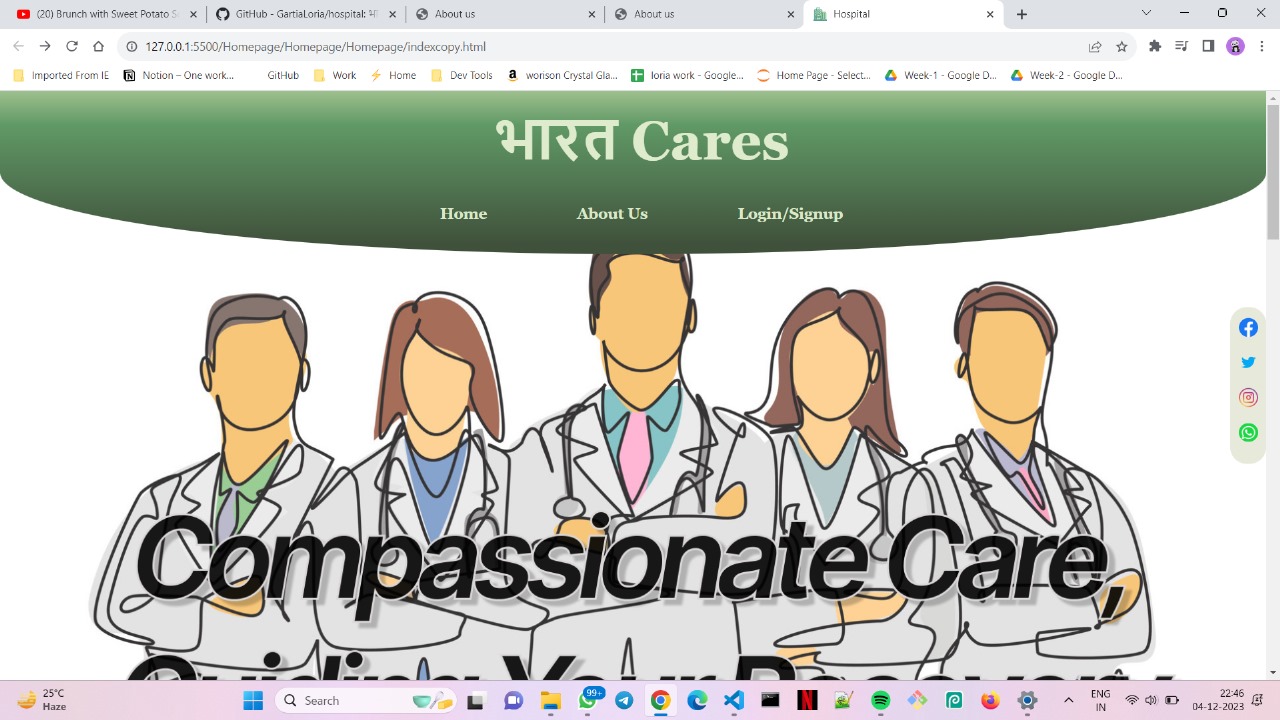 (20) Brunch with Sweet Potato S
GitHub - GartiaLoria/hospital: भा
About us
About us
Hospital
127.0.0.1:5500/Homepage/Homepage/Homepage/indexcopy.html
Imported From IE
Notion – One work...
GitHub
Work
Home
Dev Tools
worison Crystal Gla...
loria work - Google...
Home Page - Select...
Week-1 - Google D...
Week-2 - Google D...
भारत Cares
Home
About Us
Login/Signup
Compassionate Care,
Guiding Your Recovery
25°C
Haze
Search
99+
ENG
IN
04-12-2023